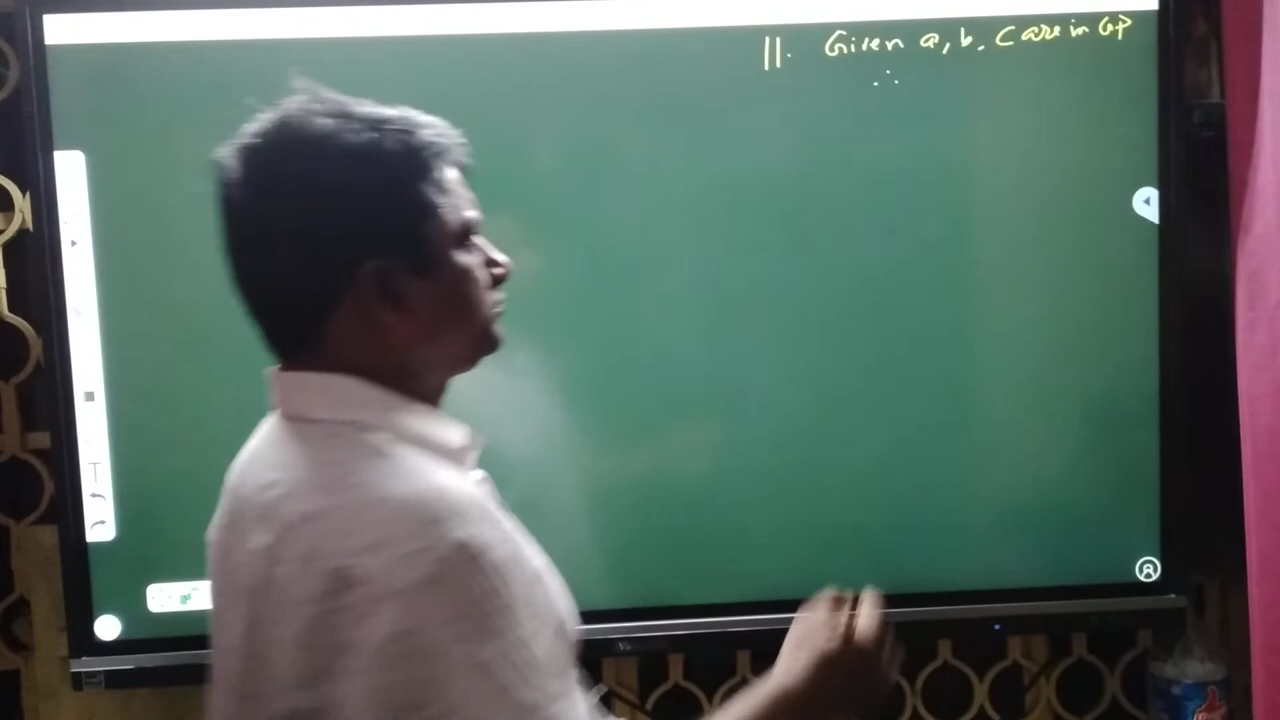 11. Given a, b, c are in GP
∴
T